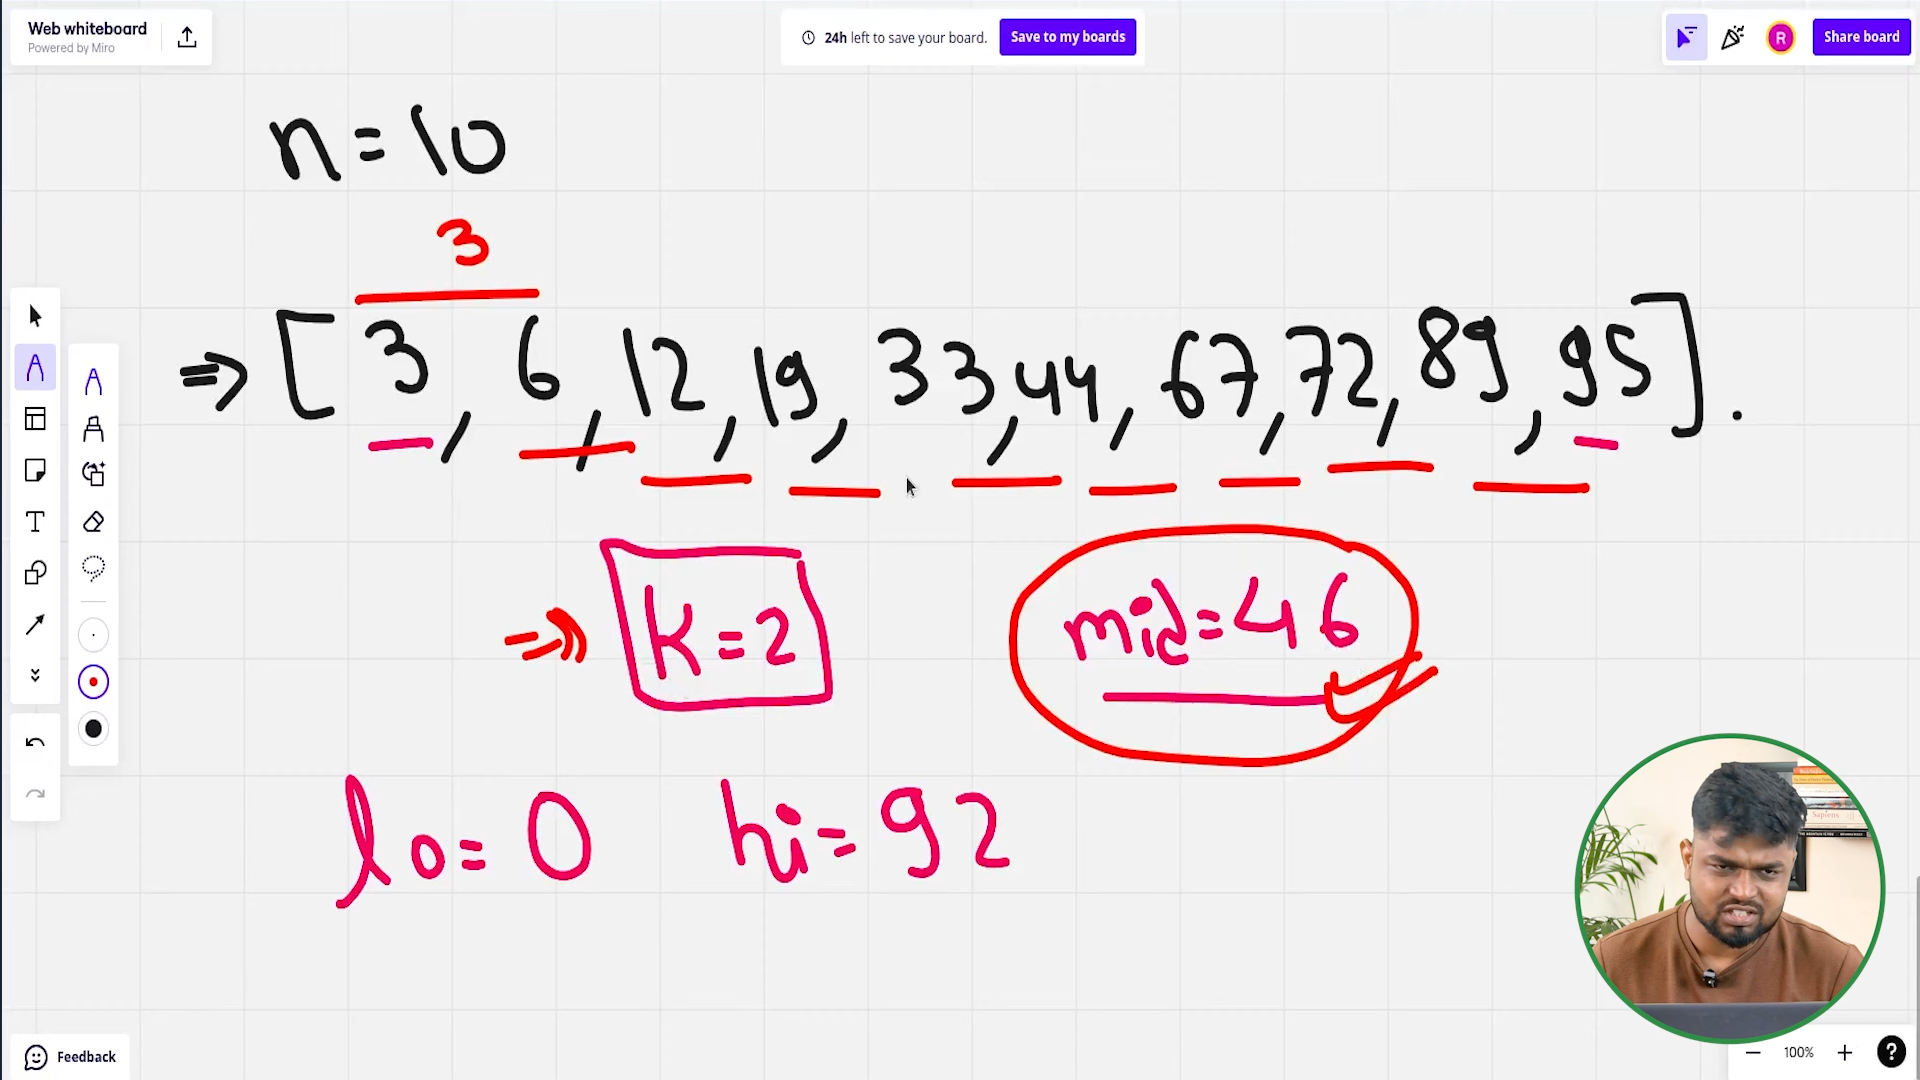 Web whiteboard
Powered by Miro
24h left to save your board.
Save to my boards
R
Share board
n=10
3
=> [3, 6, 12, 19, 33, 44, 67, 72, 89, 95].
=>> K=2
mid=46
lo=0 hi=92
Feedback
100%
?